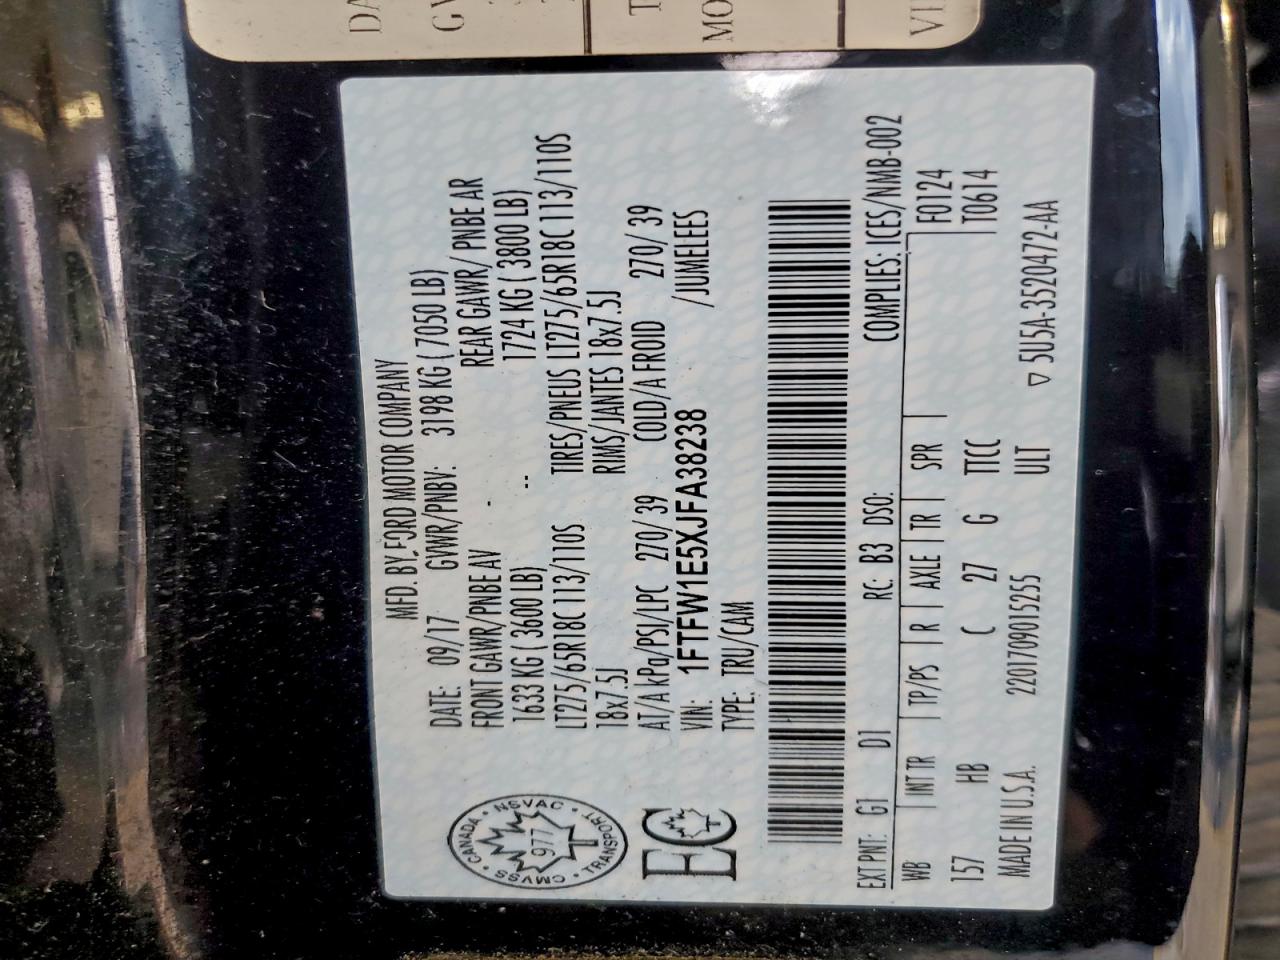 DA
GV
T
MO
VI
MFD. BY FORD MOTOR COMPANY
DATE: 09/17 GVWR/PNBV: 3198 KG ( 7050 LB)
FRONT GAWR/PNBE AV - REAR GAWR/ PNBE AR
1633 KG ( 3600 LB) -- 1724 KG ( 3800 LB)
LT275/65R18C 113/110S TIRES/PNEUS LT275/65R18C 113/110S
18x7.5J RIMS/JANTES 18x7.5J
AT/A kPa/PSI/LPC 270/ 39 COLD/A FROID 270/ 39
VIN: 1FTFW1E5XJFA38238 /JUMELEES
TYPE: TRU/CAM
CANADA • NSVAC • TRANSPORT • CMVSS •
977
EC
EXT PNT: G1 D1 RC: B3 DSO: COMPLIES: ICES/NMB-002
WB INT TR TP/PS R AXLE TR SPR F0124
157 HB C 27 G TTCC T0614
MADE IN U.S.A. 2201709015255 ULT ▽ 5U5A-3520472-AA